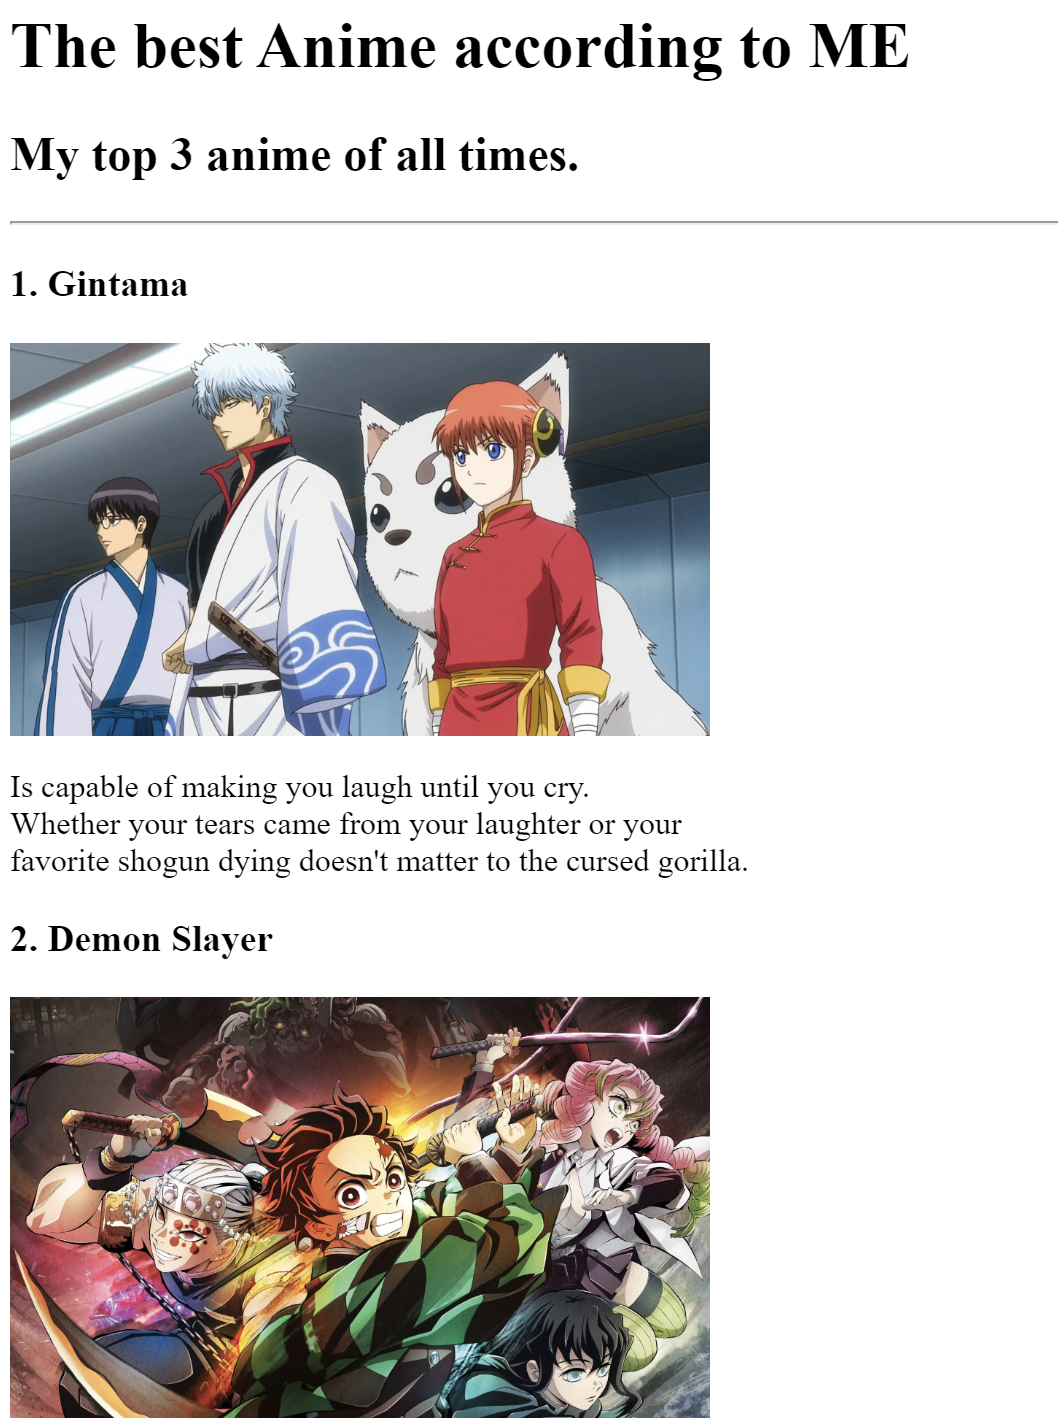 The best Anime according to ME
My top 3 anime of all times.
1. Gintama
Is capable of making you laugh until you cry.
Whether your tears came from your laughter or your
favorite shogun dying doesn't matter to the cursed gorilla.
2. Demon Slayer